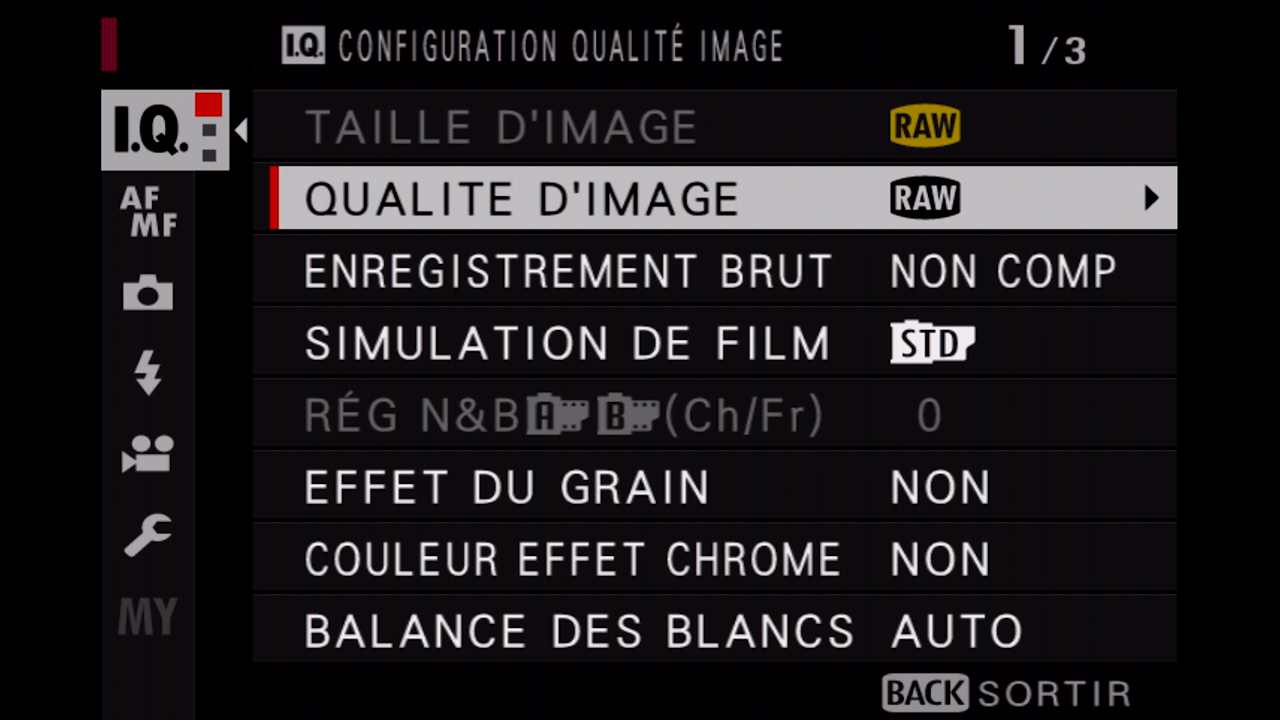 I.Q. CONFIGURATION QUALITÉ IMAGE 1/3
I.Q.
TAILLE D'IMAGE RAW
QUALITE D'IMAGE RAW
AF
MF
ENREGISTREMENT BRUT NON COMP
SIMULATION DE FILM STD
RÉG N&B A B (Ch/Fr) 0
EFFET DU GRAIN NON
COULEUR EFFET CHROME NON
MY
BALANCE DES BLANCS AUTO
BACK SORTIR